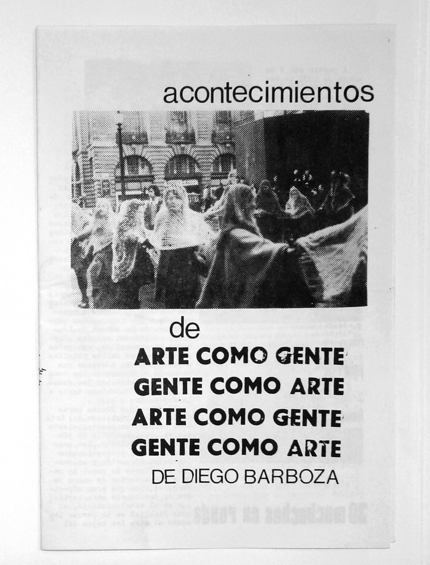 acontecimientos
de
ARTE COMO GENTE
GENTE COMO ARTE
ARTE COMO GENTE
GENTE COMO ARTE
DE DIEGO BARBOZA